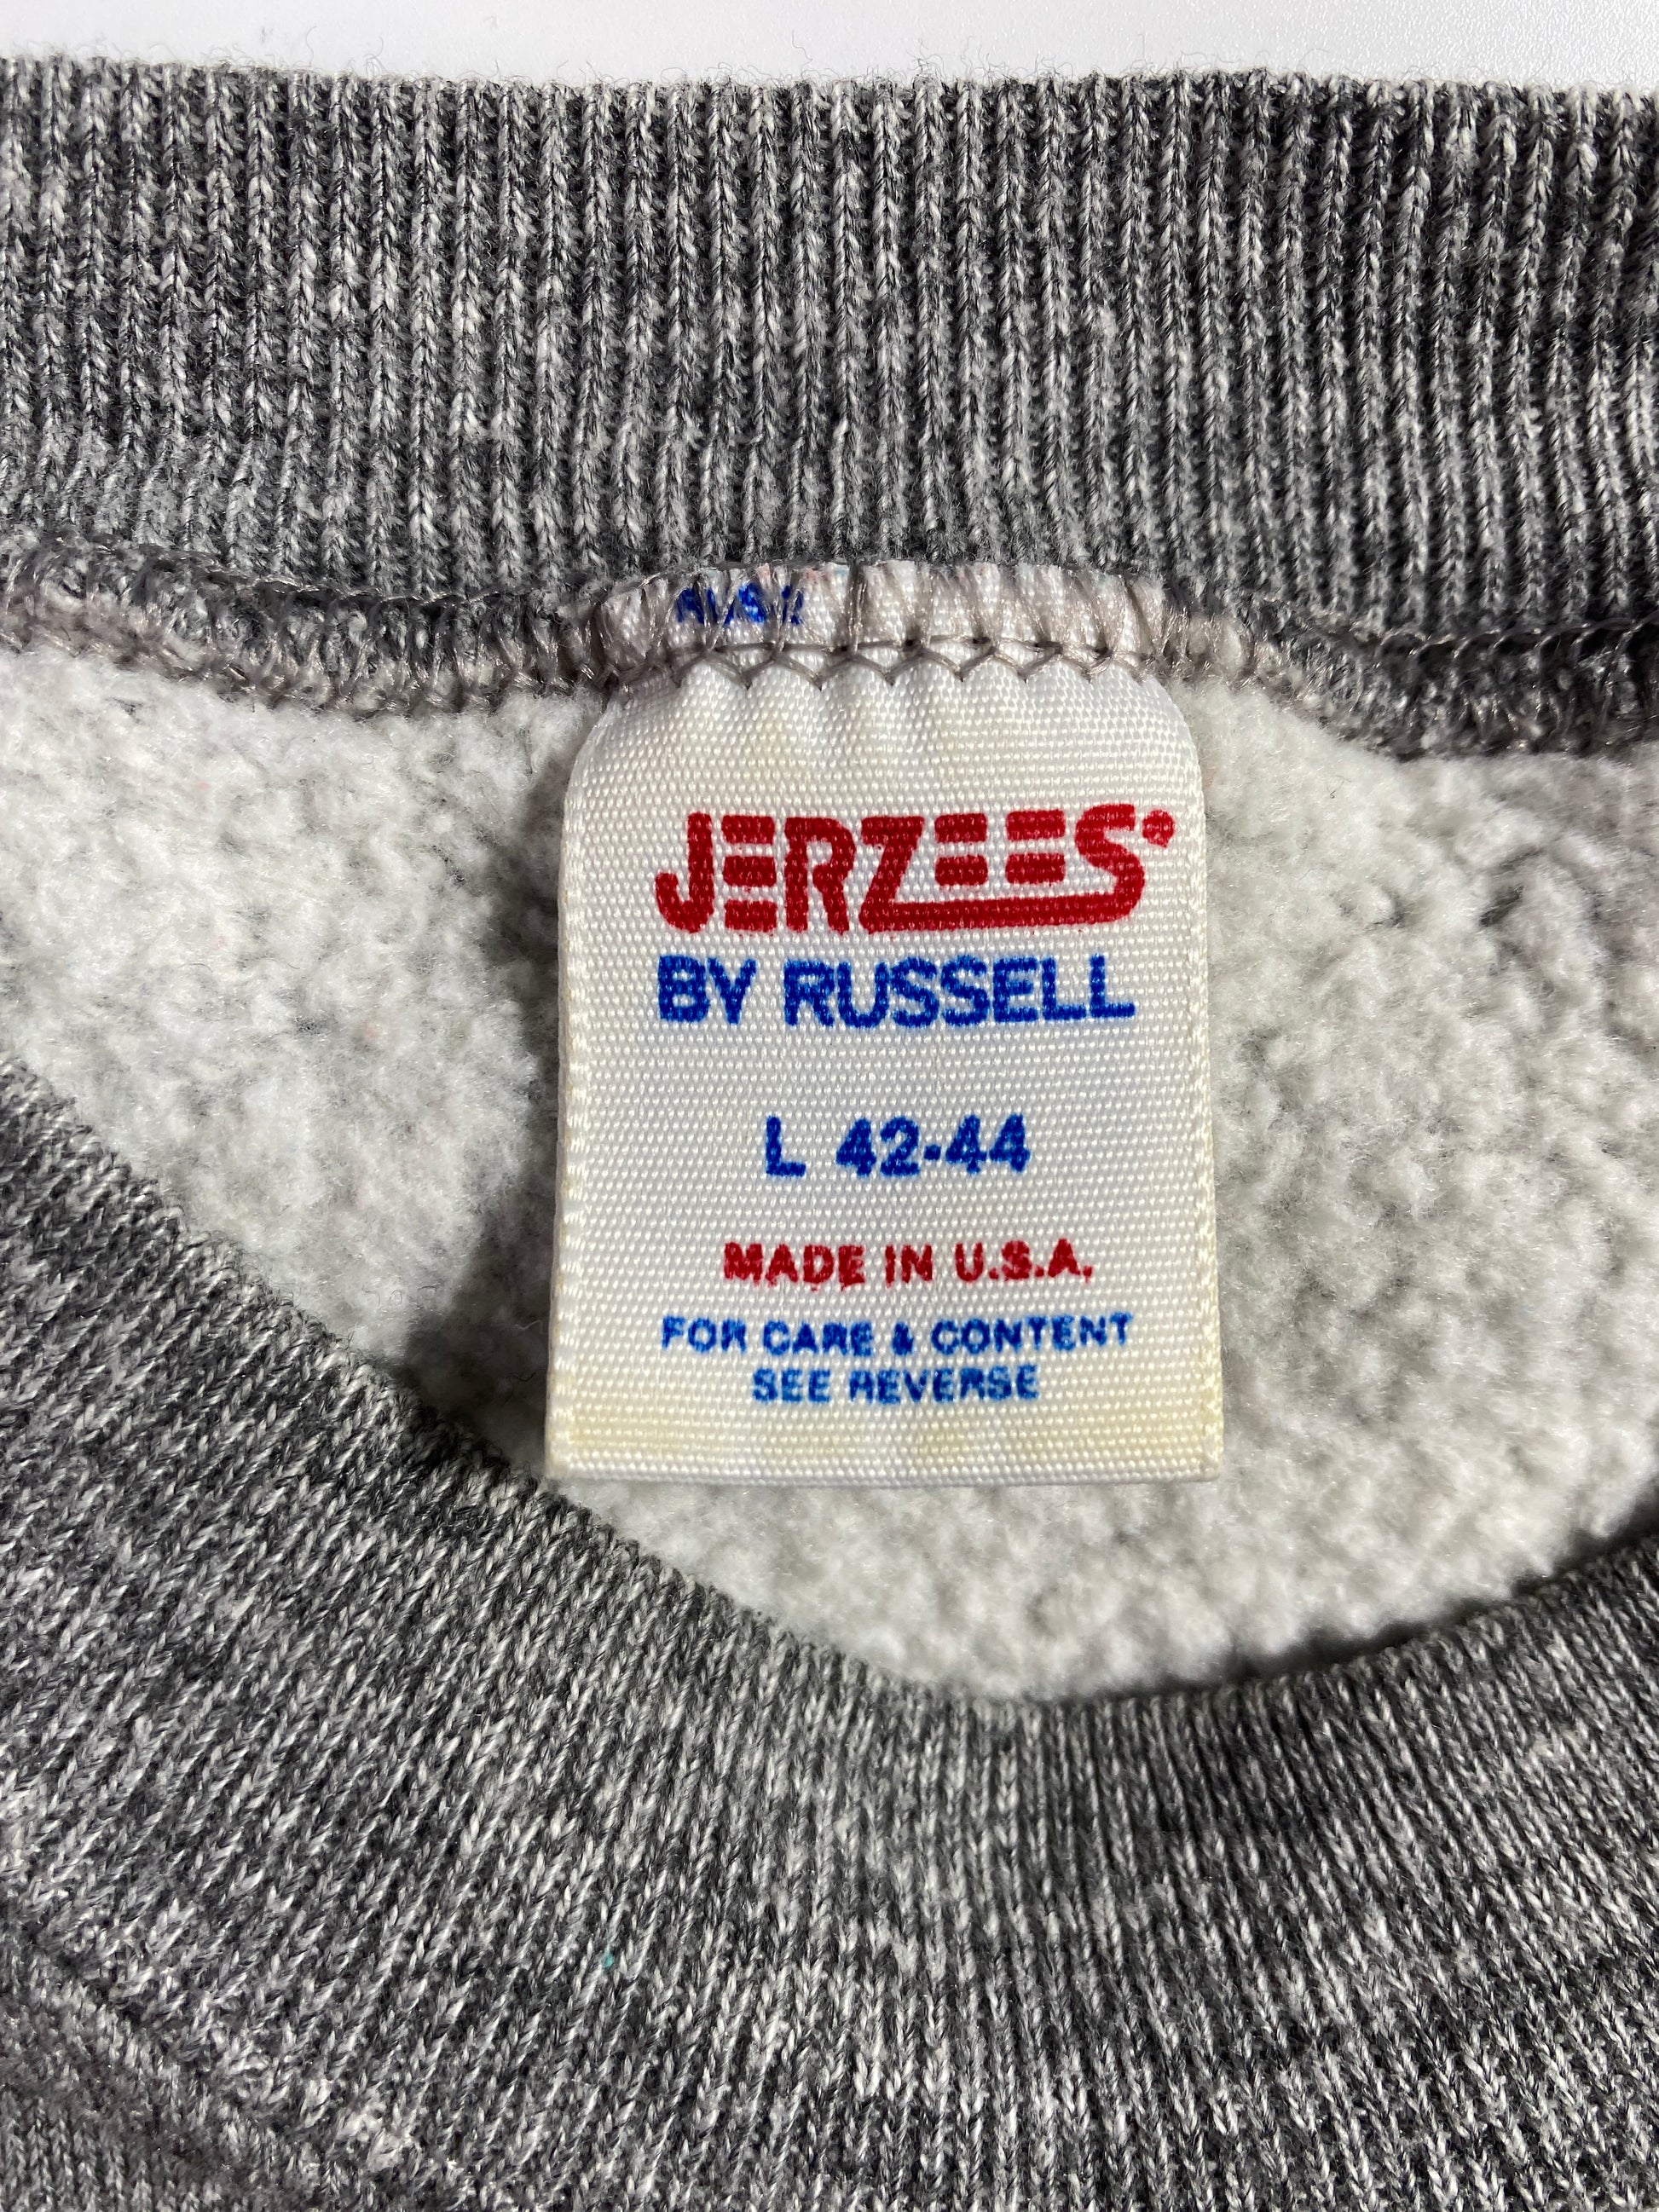 JERZEES®
BY RUSSELL
L 42-44
MADE IN U.S.A.
FOR CARE & CONTENT
SEE REVERSE